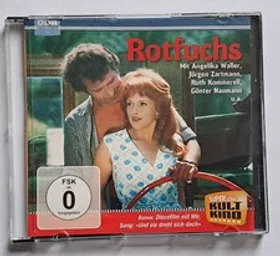 Rotfuchs
Mit Angelika Waller,
Jürgen Zartmann,
Ruth Kommerell,
Günter Naumann
u.a.
FSK
0
freigegeben
KULT
KINO
Bonus: Discofilm mit Wir,
Song: »Und sie dreht sich doch«